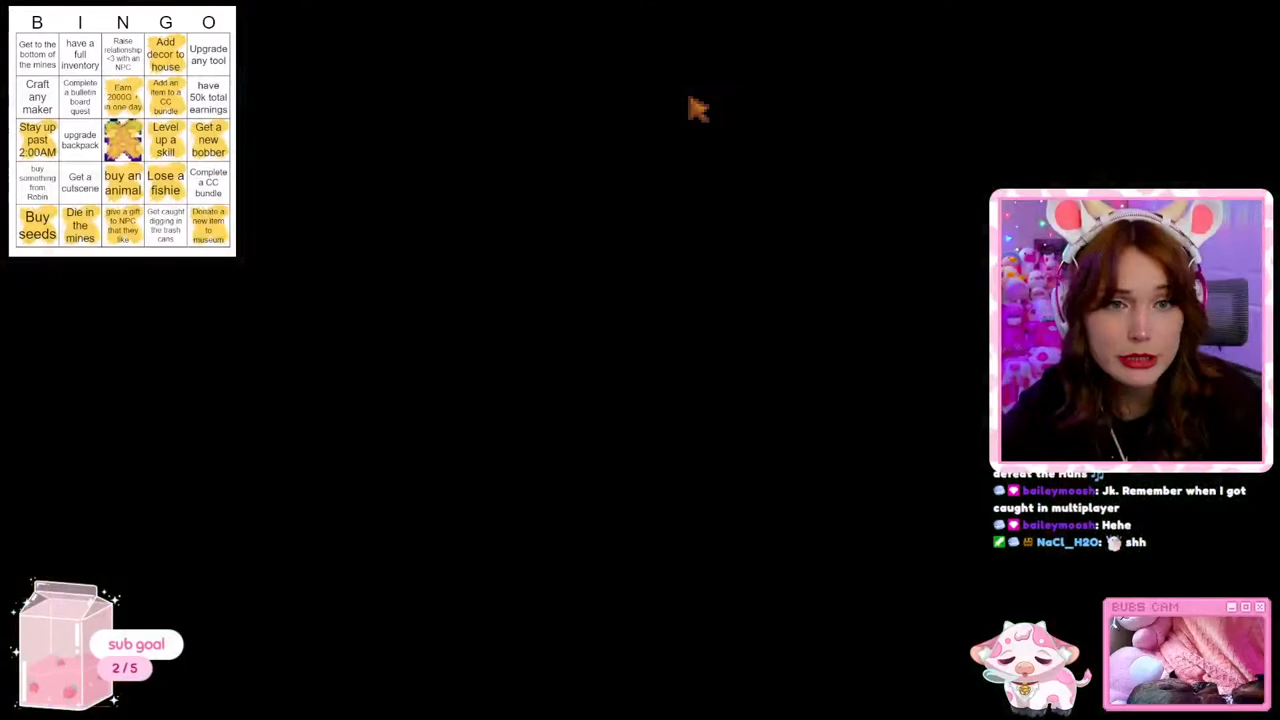 B I N G O
Get to the
bottom of
the mines
have a
full
inventory
Raise
relationship
<3 with an
NPC
Add
decor to
house
Upgrade
any tool
Craft
any
maker
Complete
a bulletin
board
quest
Earn
2000G +
in one day
Add an
item to a
CC
bundle
have
50k total
earnings
Stay up
past
2:00AM
upgrade
backpack
Level
up a
skill
Get a
new
bobber
buy
something
from
Robin
Get a
cutscene
buy an
animal
Lose a
fishie
Complete
a CC
bundle
Buy
seeds
Die in
the
mines
give a gift
to NPC
that they
like
Get caught
digging in
the trash
cans
Donate a
new item
to
museum
defeat the Huns
baileymoosh: Jk. Remember when I got
caught in multiplayer
baileymoosh: Hehe
NaCl_H2O: shh
sub goal
2 / 5
BUBS CAM